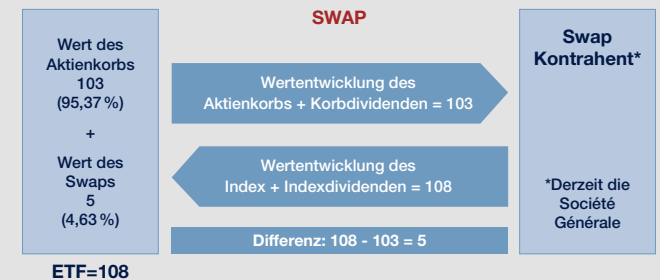 SWAP
Wert des
Aktienkorbs
103
(95,37 %)
+
Wert des
Swaps
5
(4,63 %)
ETF=108
Wertentwicklung des
Aktienkorbs + Korbdividenden = 103
Wertentwicklung des
Index + Indexdividenden = 108
Differenz: 108 - 103 = 5
Swap
Kontrahent*
*Derzeit die
Société
Générale